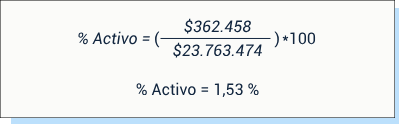 % Activo = ( $362.458 / $23.763.474 ) *100
% Activo = 1,53 %